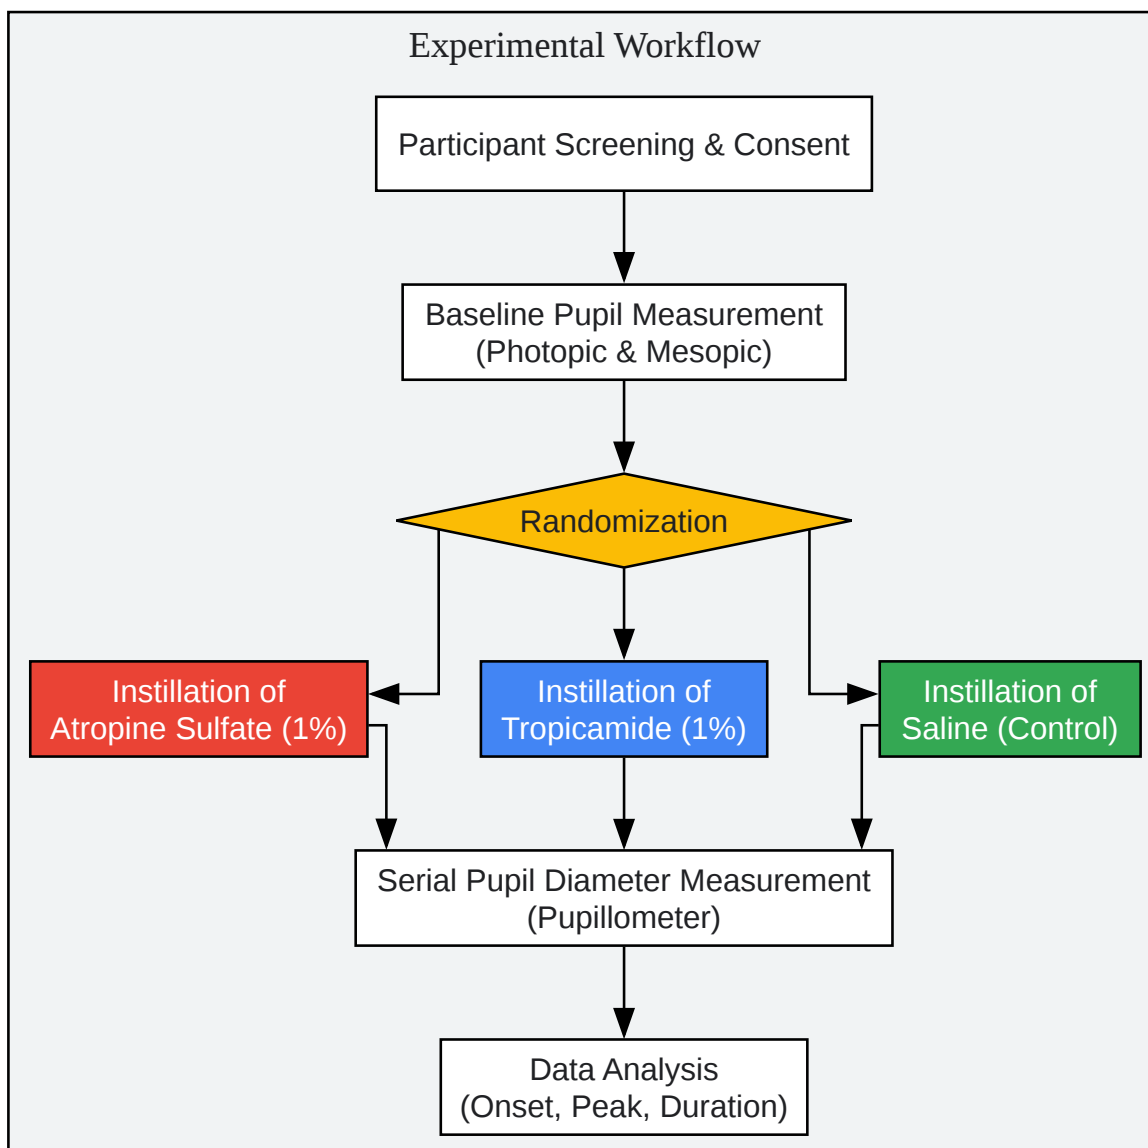 Experimental Workflow
Participant Screening & Consent
Baseline Pupil Measurement
(Photopic & Mesopic)
Randomization
Instillation of
Atropine Sulfate (1%)
Instillation of
Tropicamide (1%)
Instillation of
Saline (Control)
Serial Pupil Diameter Measurement
(Pupillometer)
Data Analysis
(Onset, Peak, Duration)